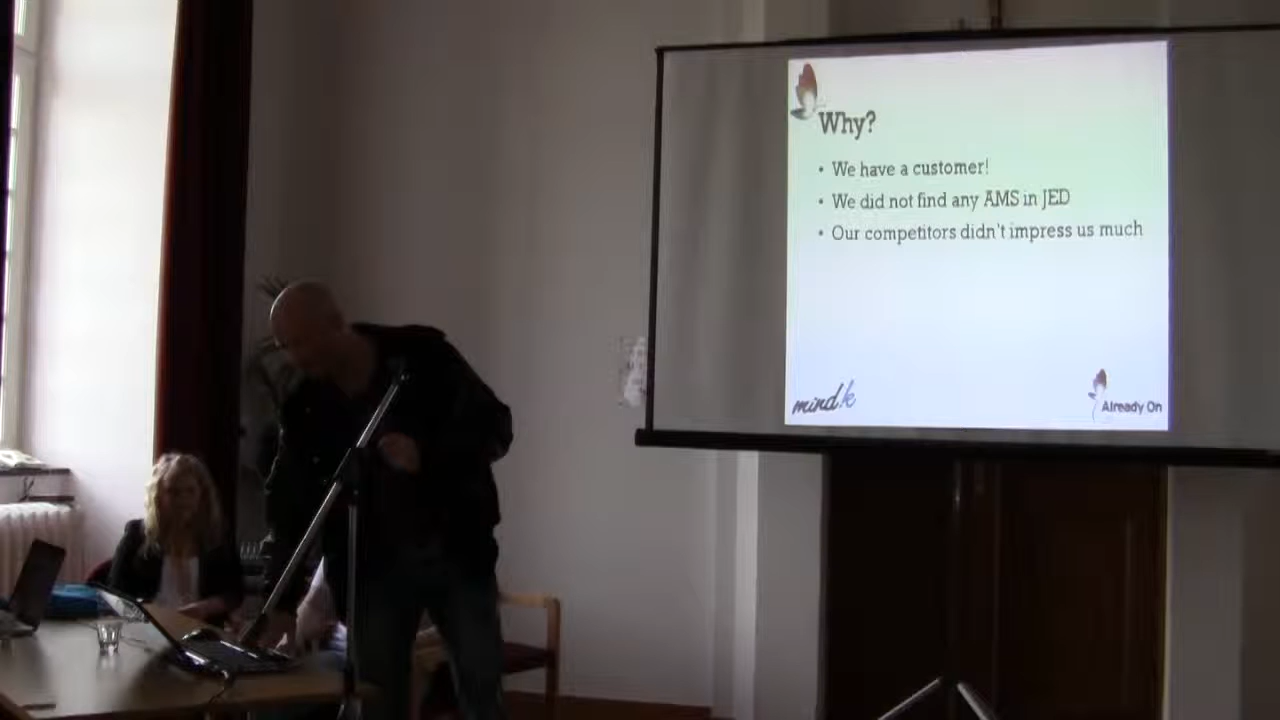 Why?
• We have a customer!
• We did not find any AMS in JED
• Our competitors didn't impress us much
mind.k
Already On